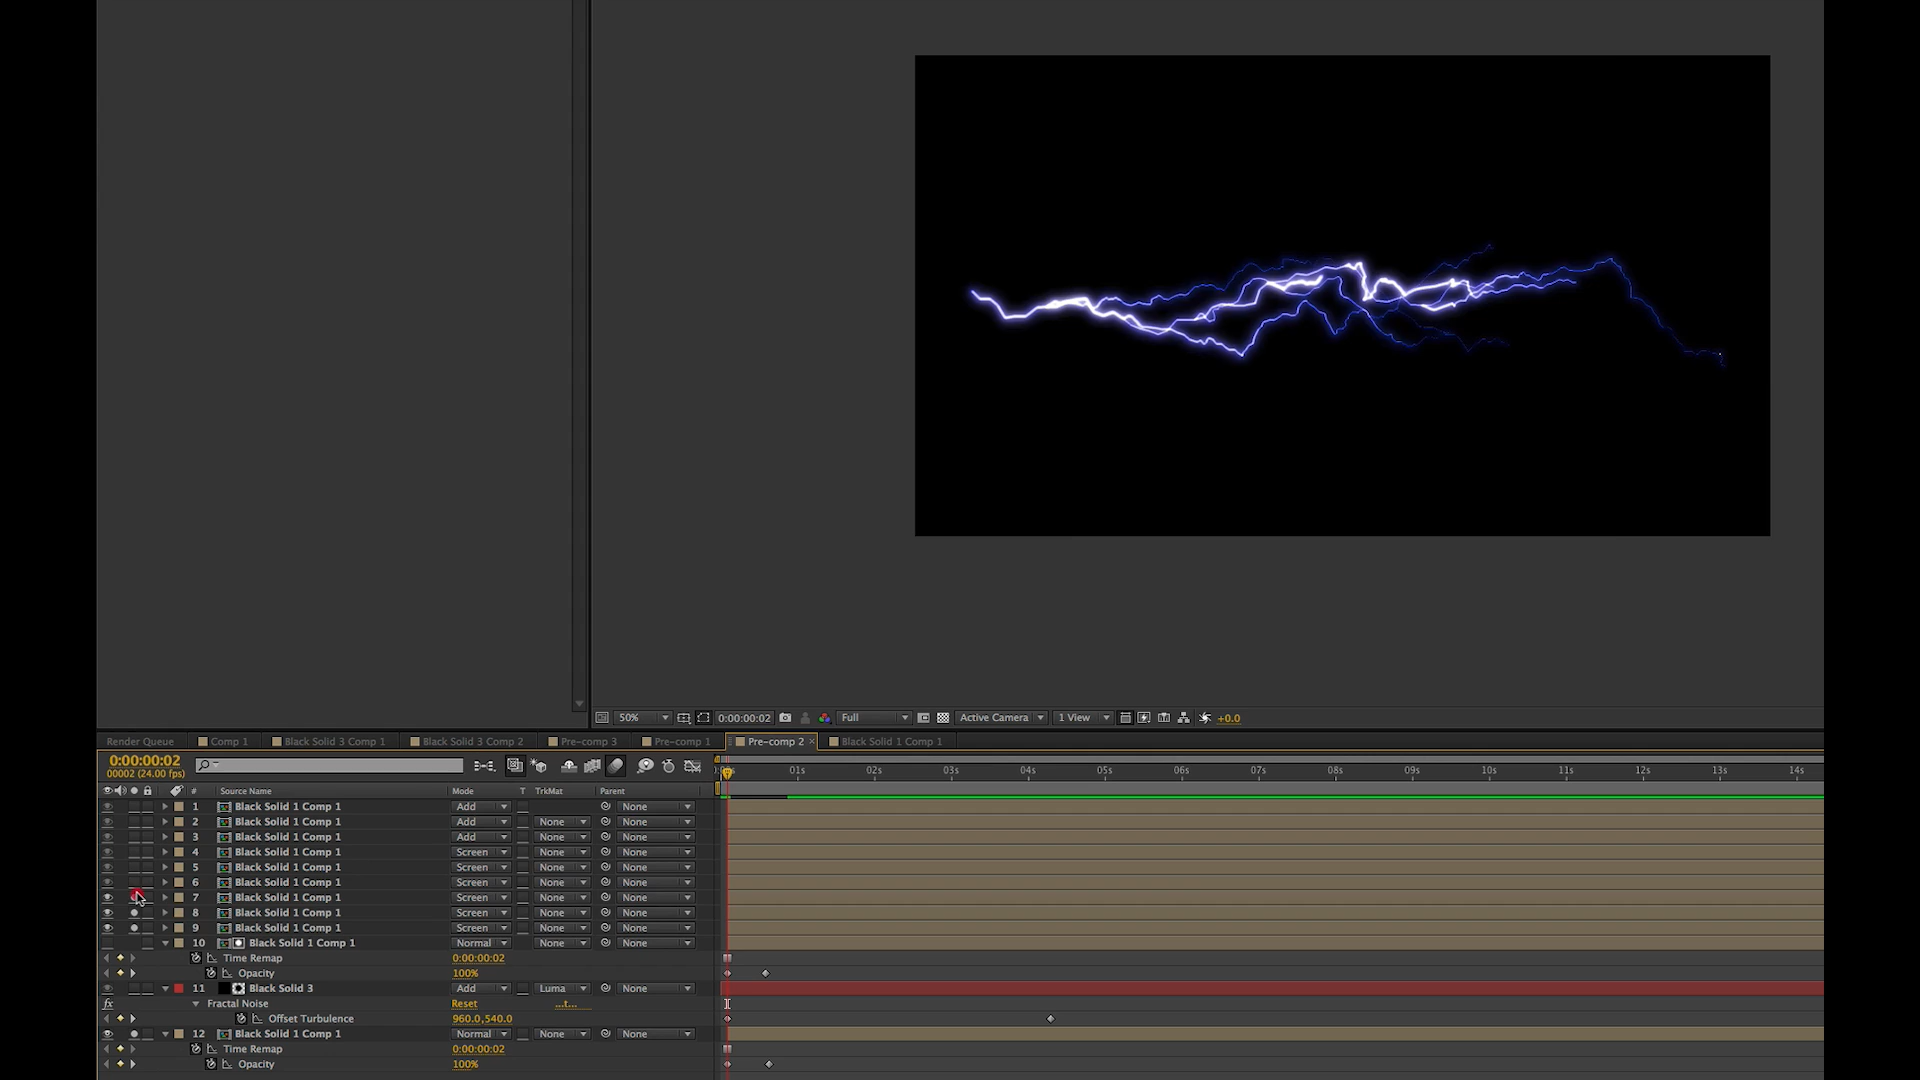 50% 0:00:00:02 Full Active Camera 1 View +0.0
Render Queue Comp 1 Black Solid 3 Comp 1 Black Solid 3 Comp 2 Pre-comp 3 Pre-comp 1 Pre-comp 2 × Black Solid 1 Comp 1
0:00:00:02
00002 (24.00 fps)
01s 02s 03s 04s 05s 06s 07s 08s 09s 10s 11s 12s 13s 14s
# Source Name Mode T TrkMat Parent
1 Black Solid 1 Comp 1 Add None
2 Black Solid 1 Comp 1 Add None None
3 Black Solid 1 Comp 1 Add None None
4 Black Solid 1 Comp 1 Screen None None
5 Black Solid 1 Comp 1 Screen None None
6 Black Solid 1 Comp 1 Screen None None
7 Black Solid 1 Comp 1 Screen None None
8 Black Solid 1 Comp 1 Screen None None
9 Black Solid 1 Comp 1 Screen None None
10 Black Solid 1 Comp 1 Normal None None
Time Remap 0:00:00:02
Opacity 100%
11 Black Solid 3 Add Luma None
fx Fractal Noise Reset ...t...
Offset Turbulence 960.0,540.0
12 Black Solid 1 Comp 1 Normal None None
Time Remap 0:00:00:02
Opacity 100%